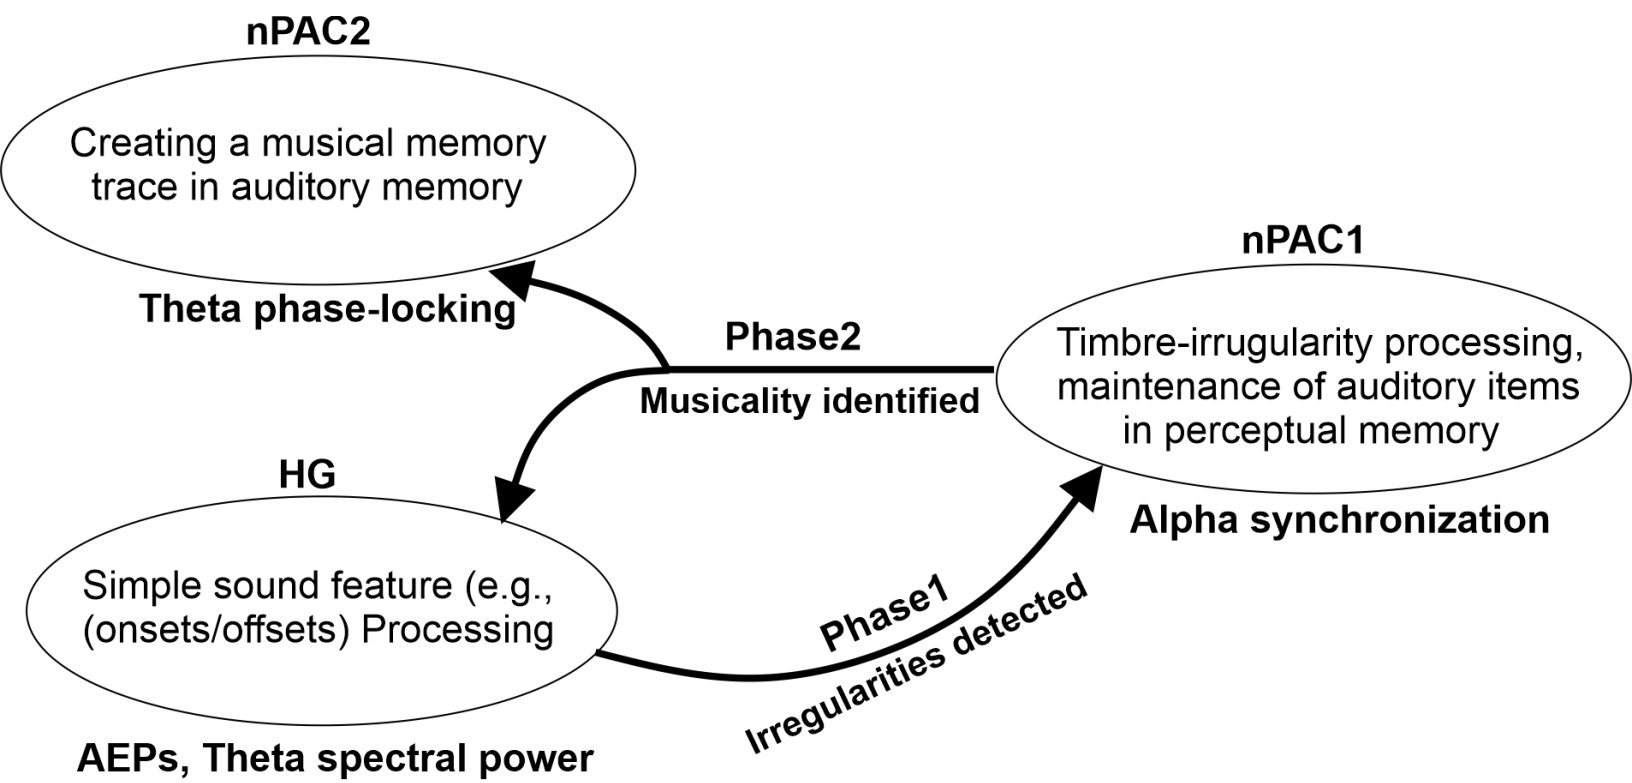 nPAC2
Creating a musical memory
trace in auditory memory
Theta phase-locking
nPAC1
Timbre-irrugularity processing,
maintenance of auditory items
in perceptual memory
Alpha synchronization
Phase2
Musicality identified
HG
Simple sound feature (e.g.,
(onsets/offsets) Processing
AEPs, Theta spectral power
Phase1
Irregularities detected